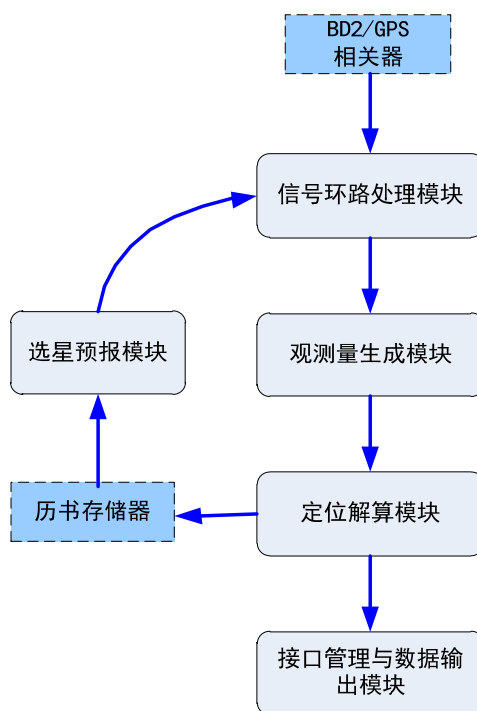 BD2/GPS
相关器
信号环路处理模块
选星预报模块
观测量生成模块
历书存储器
定位解算模块
接口管理与数据输
出模块